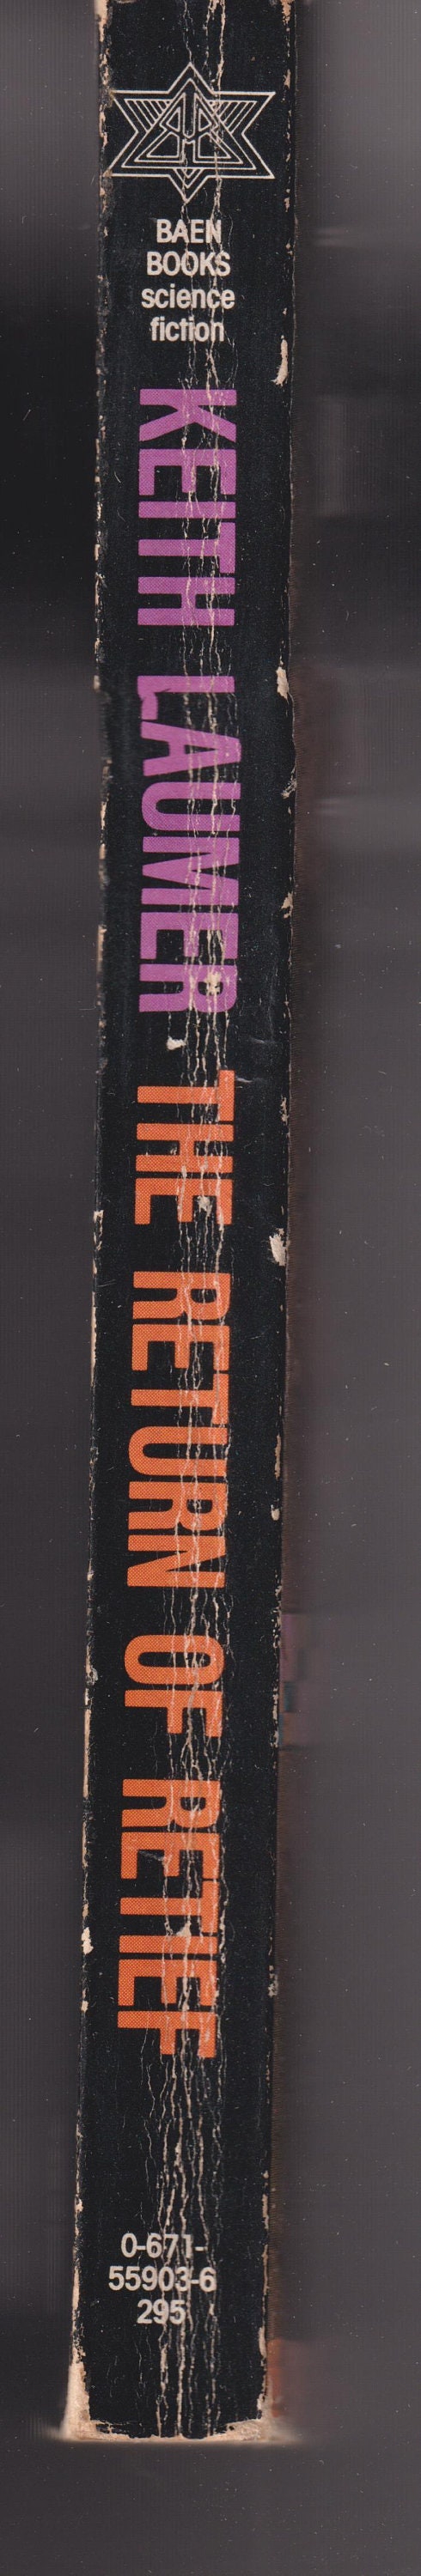 BAEN
BOOKS
science
fiction
KEITH LAUMER THE RETURN OF RETIEF
0-671-
55903-6
295